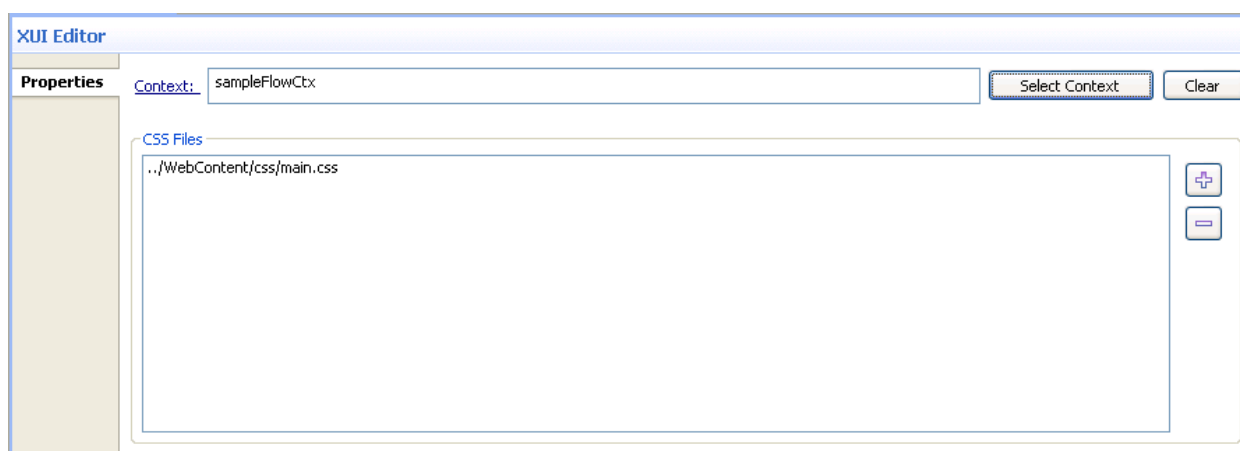 XUI Editor
Properties
Context: sampleFlowCtx Select Context Clear
CSS Files
../WebContent/css/main.css